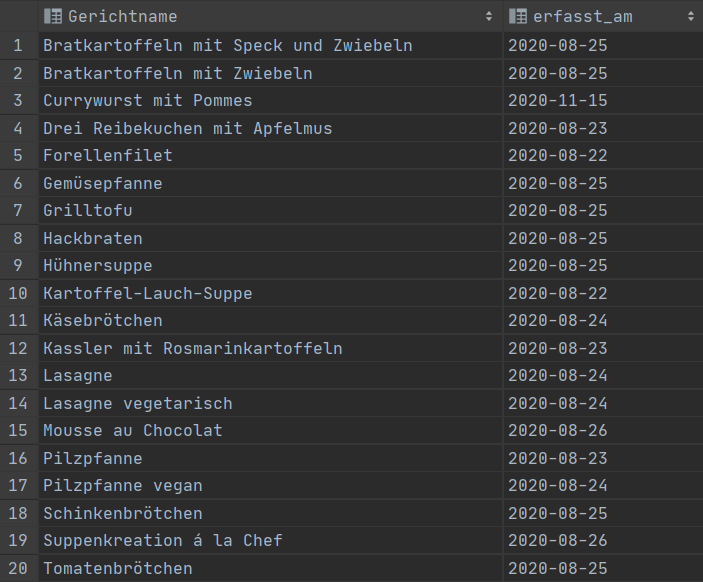 Gerichtname erfasst_am
1 Bratkartoffeln mit Speck und Zwiebeln 2020-08-25
2 Bratkartoffeln mit Zwiebeln 2020-08-25
3 Currywurst mit Pommes 2020-11-15
4 Drei Reibekuchen mit Apfelmus 2020-08-23
5 Forellenfilet 2020-08-22
6 Gemüsepfanne 2020-08-25
7 Grilltofu 2020-08-25
8 Hackbraten 2020-08-25
9 Hühnersuppe 2020-08-25
10 Kartoffel-Lauch-Suppe 2020-08-22
11 Käsebrötchen 2020-08-24
12 Kassler mit Rosmarinkartoffeln 2020-08-23
13 Lasagne 2020-08-24
14 Lasagne vegetarisch 2020-08-24
15 Mousse au Chocolat 2020-08-26
16 Pilzpfanne 2020-08-23
17 Pilzpfanne vegan 2020-08-24
18 Schinkenbrötchen 2020-08-25
19 Suppenkreation á la Chef 2020-08-26
20 Tomatenbrötchen 2020-08-25